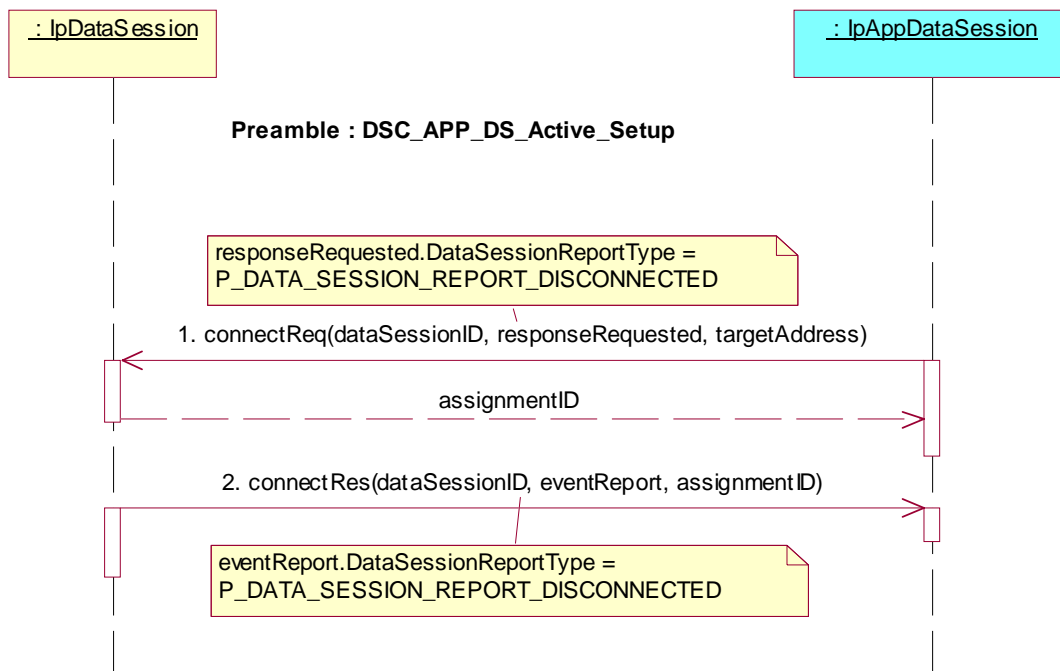 : IpDataSession
: IpAppDataSession
Preamble : DSC_APP_DS_Active_Setup
responseRequested.DataSessionReportType =
P_DATA_SESSION_REPORT_DISCONNECTED
1. connectReq(dataSessionID, responseRequested, targetAddress)
assignmentID
2. connectRes(dataSessionID, eventReport, assignmentID)
eventReport.DataSessionReportType =
P_DATA_SESSION_REPORT_DISCONNECTED